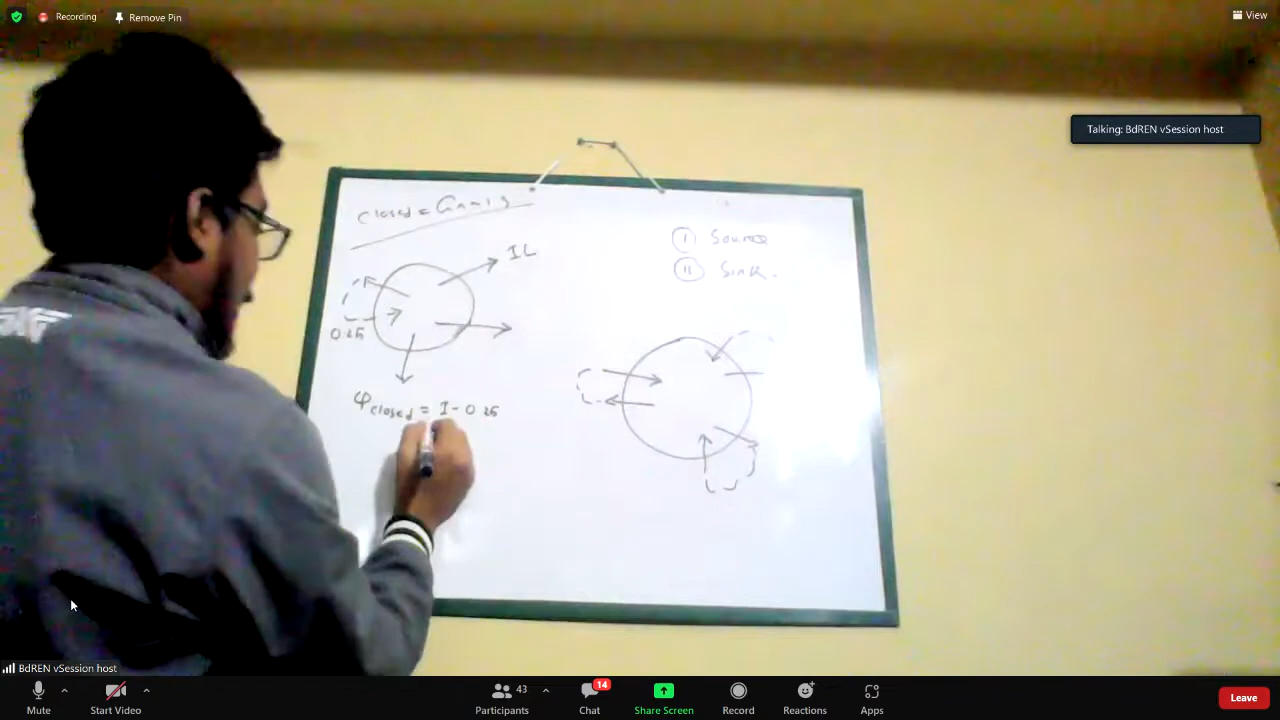 Recording
Remove Pin
View
Talking: BdREN vSession host
closed =
I Source
II Sink.
IL
0.25
φclosed = I - 0.25
BdREN vSession host
Mute
Start Video
Participants
43
Chat
14
Share Screen
Record
Reactions
Apps
Leave